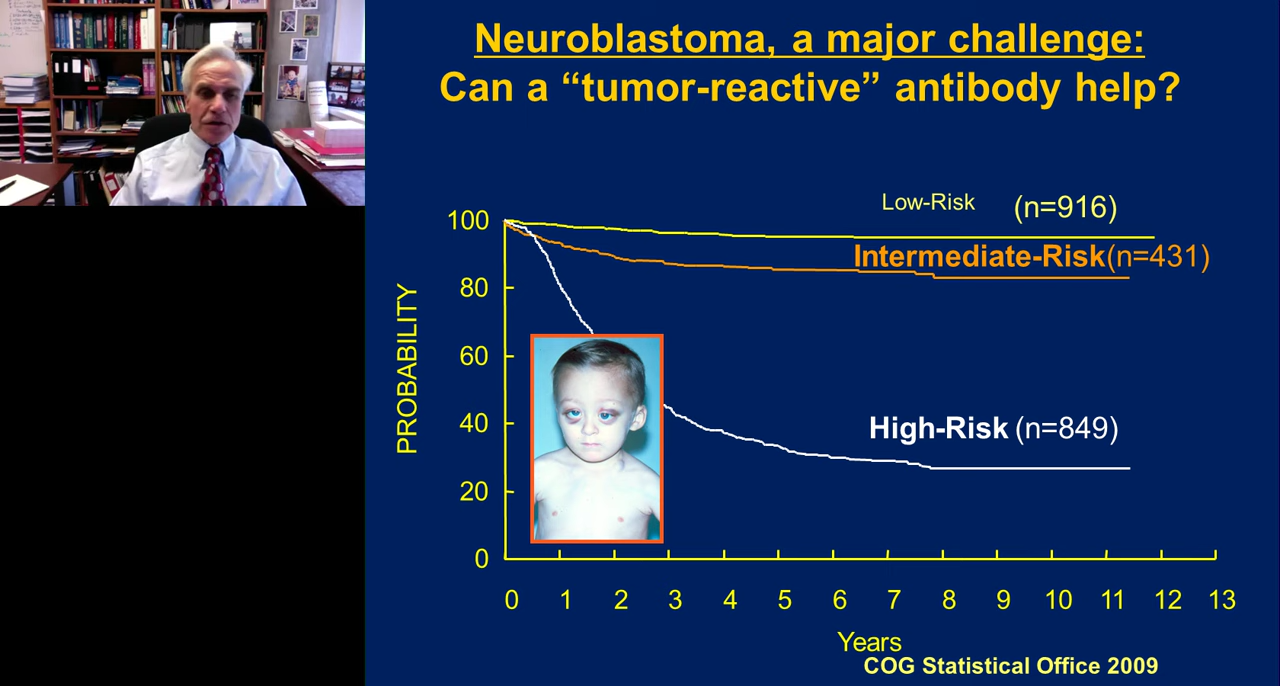 Neuroblastoma, a major challenge:
Can a “tumor-reactive” antibody help?
Low-Risk (n=916)
Intermediate-Risk(n=431)
High-Risk (n=849)
PROBABILITY
100
80
60
40
20
0
0 1 2 3 4 5 6 7 8 9 10 11 12 13
Years
COG Statistical Office 2009